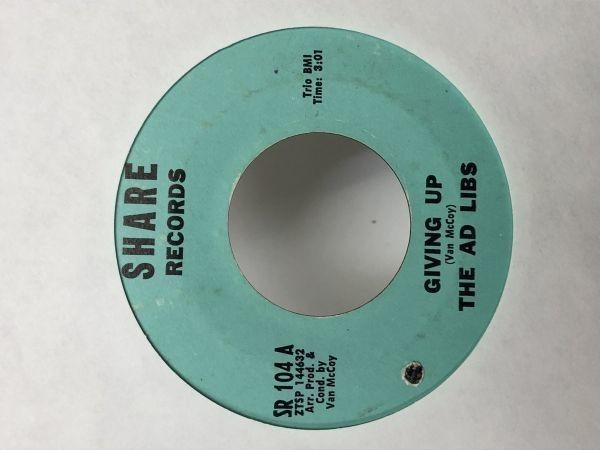 SHARE
RECORDS
SR 104 A
ZTSP 144632
Arr. Prod. &
Cond. by
Van McCoy
Trio BMI
Time: 3:01
GIVING UP
(Van McCoy)
THE AD LIBS